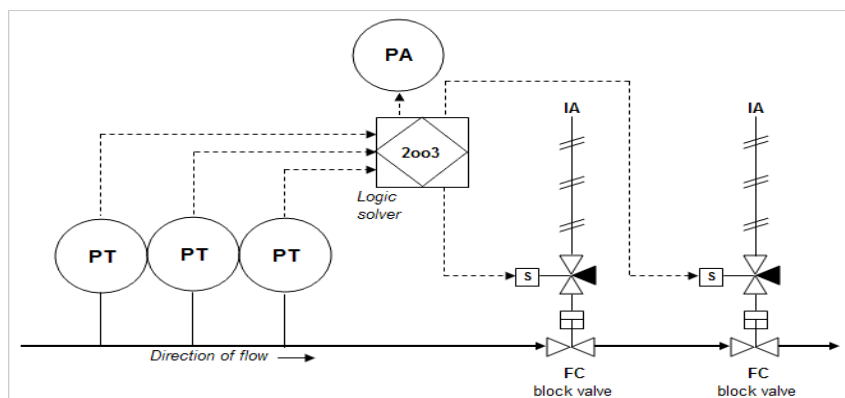 PA
IA
IA
2oo3
Logic
solver
PT
PT
PT
S
S
Direction of flow
FC
block valve
FC
block valve